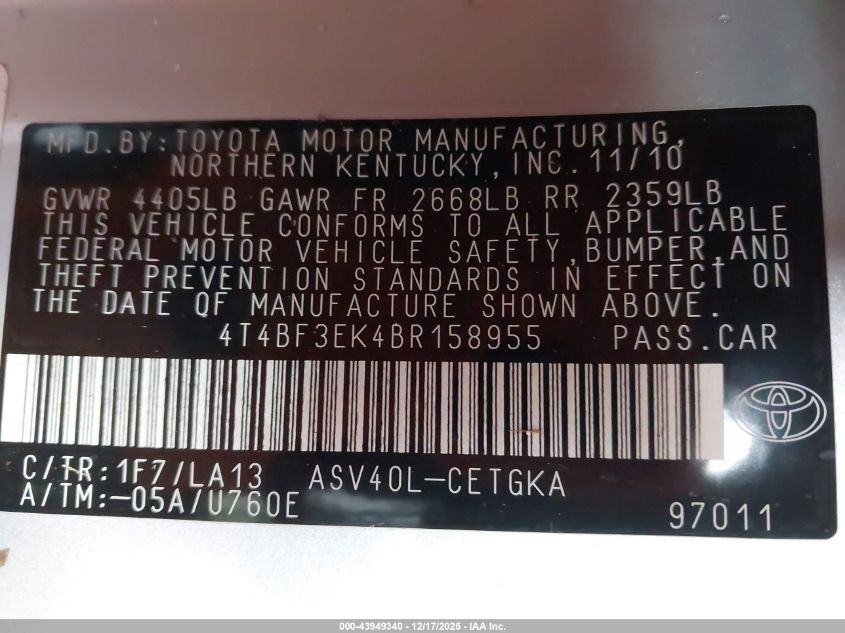 MFD.BY:TOYOTA MOTOR MANUFACTURING,
NORTHERN KENTUCKY,INC.11/10
GVWR 4405LB GAWR FR 2668LB RR 2359LB
THIS VEHICLE CONFORMS TO ALL APPLICABLE
FEDERAL MOTOR VEHICLE SAFETY,BUMPER,AND
THEFT PREVENTION STANDARDS IN EFFECT ON
THE DATE OF MANUFACTURE SHOWN ABOVE.
4T4BF3EK4BR158955 PASS.CAR
C/TR:1F7/LA13 ASV40L-CETGKA
A/TM:-05A/U760E
97011
000-43949340 - 12/17/2025 - IAA Inc.